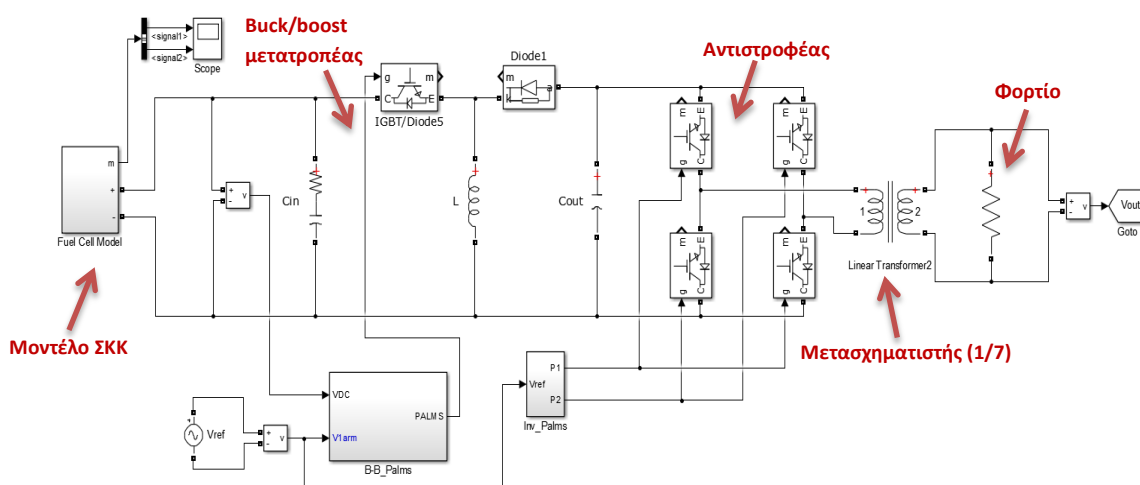 Buck/boost
μετατροπέας
Αντιστροφέας
Φορτίο
<signal1>
<signal2>
Scope
g
m
C
E
IGBT/Diode5
Diode1
m
k
a
m
+
-
Fuel Cell Model
+
-
v
Cin
L
Cout
m
E
g
C
m
E
g
C
m
E
g
C
m
E
g
C
1
2
Linear Transformer2
+
-
v
Vout
Goto
Μοντέλο ΣΚΚ
Μετασχηματιστής (1/7)
Vref
+
-
v
VDC
V1arm
PALMS
B-B_Palms
Vref
P1
P2
Inv_Palms